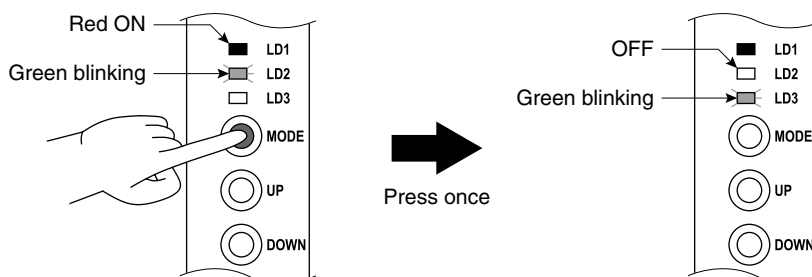 Red ON
LD1
Green blinking
LD2
LD3
MODE
UP
DOWN
Press once
OFF
LD1
LD2
Green blinking
LD3
MODE
UP
DOWN